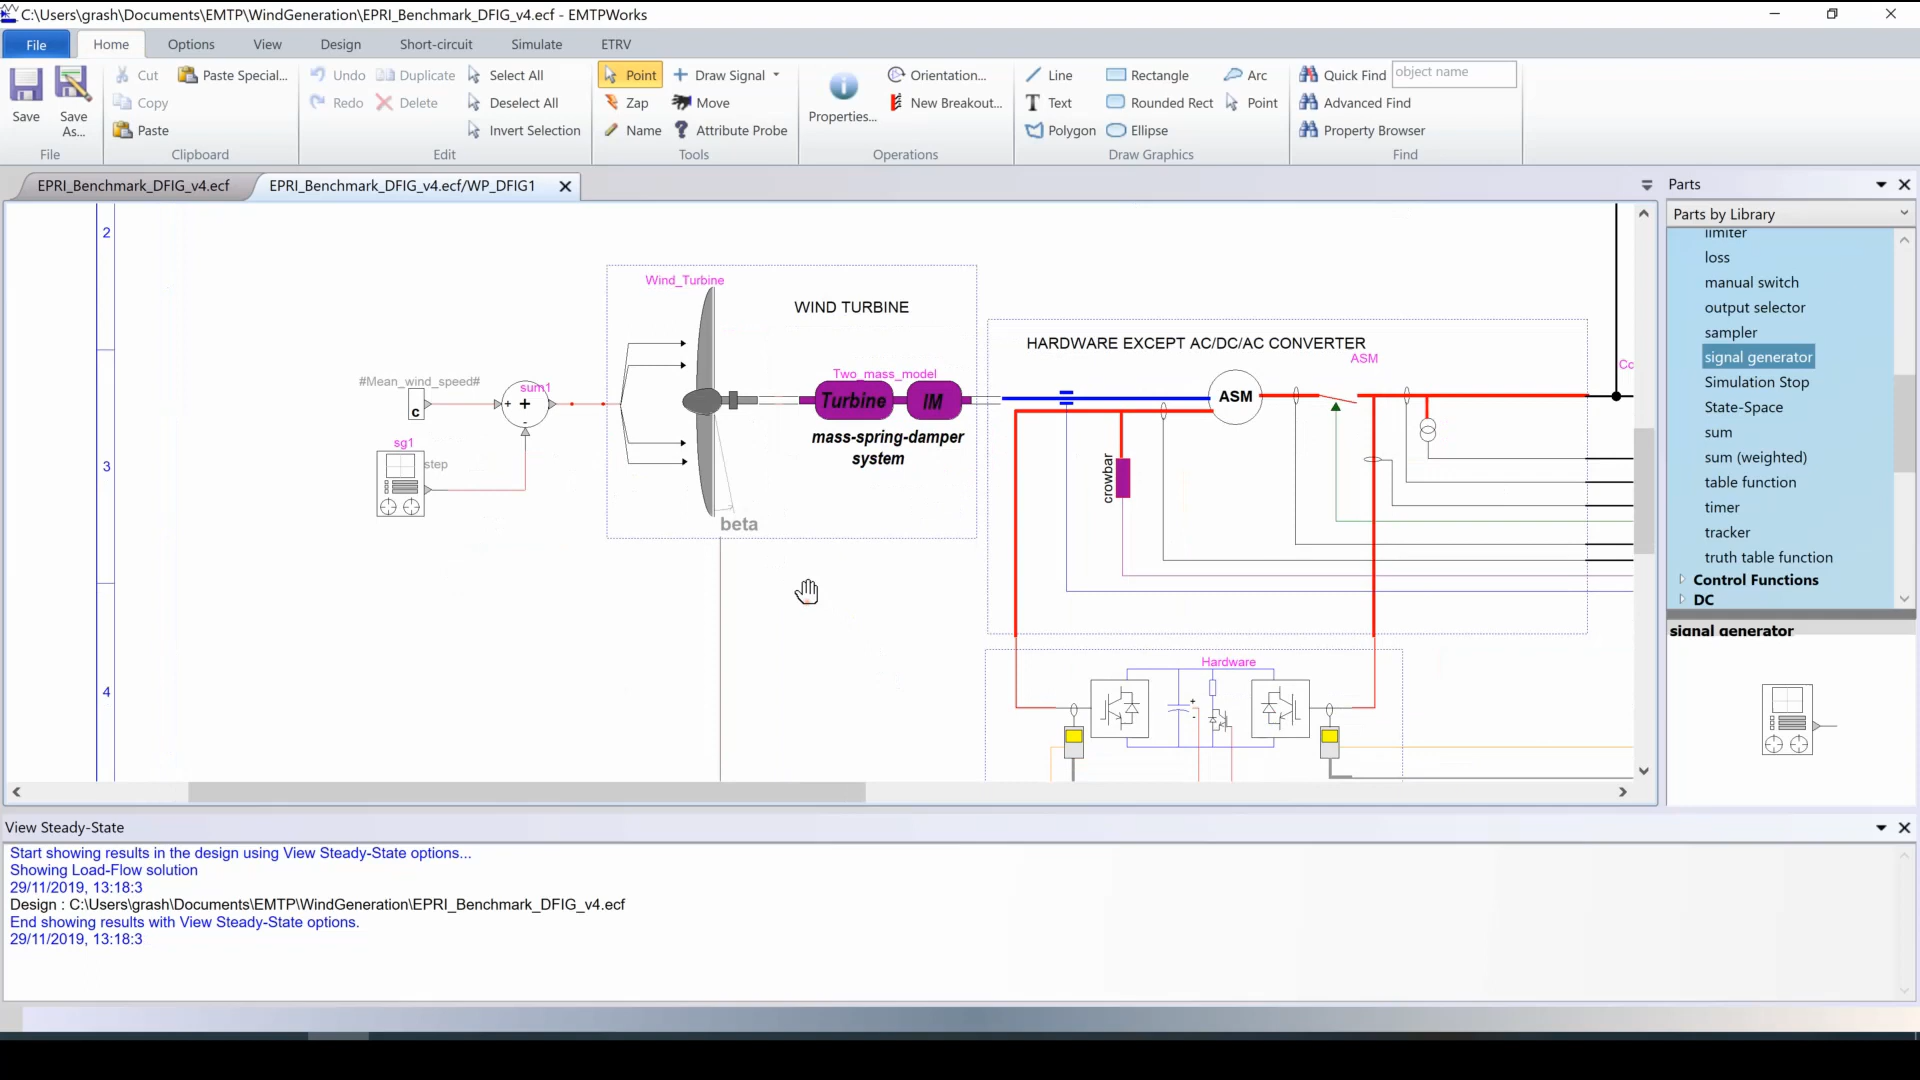 C:\Users\grash\Documents\EMTP\WindGeneration\EPRI_Benchmark_DFIG_v4.ecf - EMTPWorks
File Home Options View Design Short-circuit Simulate ETRV
Save
Save As...
File
Cut
Copy
Paste
Paste Special...
Clipboard
Undo
Redo
Duplicate
Delete
Select All
Deselect All
Invert Selection
Edit
Point
Zap
Name
Draw Signal
Move
Attribute Probe
Tools
Properties...
Orientation...
New Breakout...
Operations
Line
Text
Polygon
Rectangle
Rounded Rect
Ellipse
Arc
Point
Draw Graphics
Quick Find
object name
Advanced Find
Property Browser
Find
EPRI_Benchmark_DFIG_v4.ecf
EPRI_Benchmark_DFIG_v4.ecf/WP_DFIG1
2
3
4
#Mean_wind_speed#
c
sum1
+
+
-
sg1
step
Wind_Turbine
WIND TURBINE
Two_mass_model
Turbine
IM
mass-spring-damper
system
beta
HARDWARE EXCEPT AC/DC/AC CONVERTER
ASM
ASM
Co
crowbar
Hardware
+
-
Parts
Parts by Library
limiter
loss
manual switch
output selector
sampler
signal generator
Simulation Stop
State-Space
sum
sum (weighted)
table function
timer
tracker
truth table function
Control Functions
DC
signal generator
View Steady-State
Start showing results in the design using View Steady-State options...
Showing Load-Flow solution
29/11/2019, 13:18:3
Design : C:\Users\grash\Documents\EMTP\WindGeneration\EPRI_Benchmark_DFIG_v4.ecf
End showing results with View Steady-State options.
29/11/2019, 13:18:3